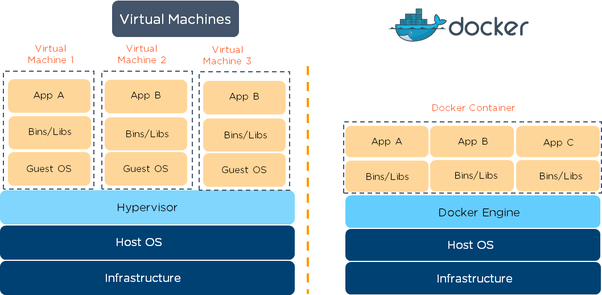 Virtual Machines
Virtual
Machine 1
Virtual
Machine 2
Virtual
Machine 3
App A
App B
App B
Bins/Libs
Bins/Libs
Bins/Libs
Guest OS
Guest OS
Guest OS
Hypervisor
Host OS
Infrastructure
docker
Docker Container
App A
App B
App C
Bins/Libs
Bins/Libs
Bins/Libs
Docker Engine
Host OS
Infrastructure